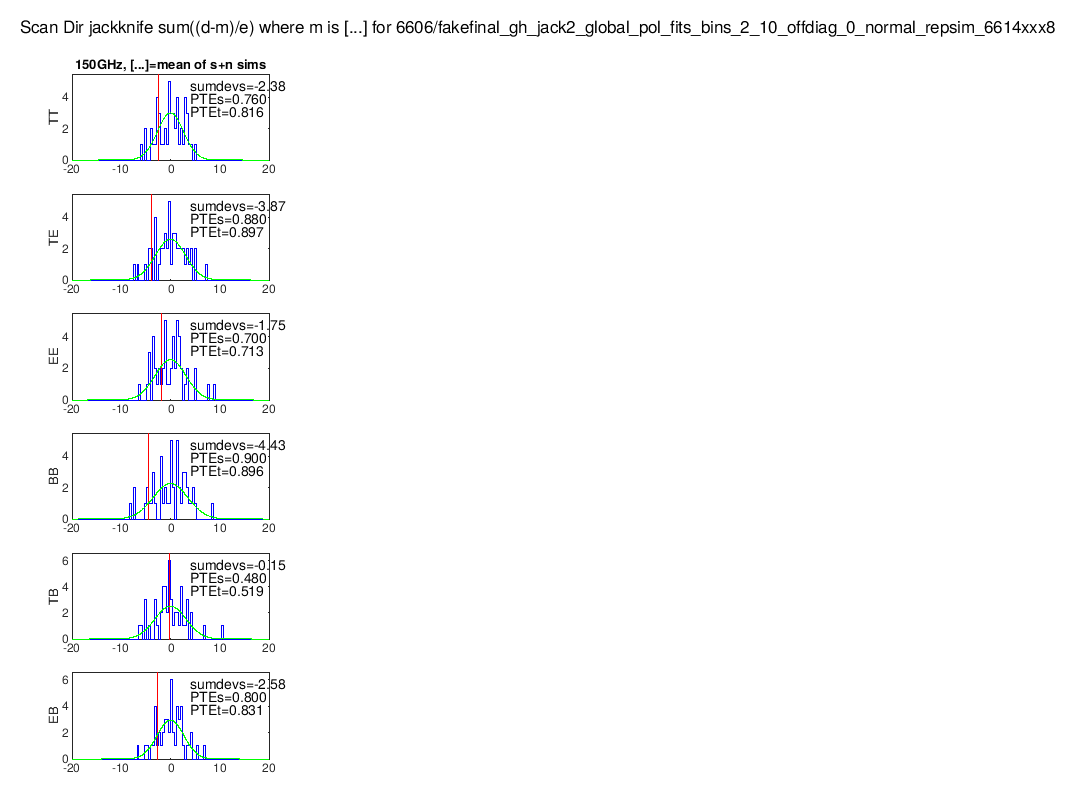 Scan Dir jackknife sum((d-m)/e) where m is [...] for 6606/fakefinal_gh_jack2_global_pol_fits_bins_2_10_offdiag_0_normal_repsim_6614xxx8
150GHz, [...]=mean of s+n sims
sumdevs=-2.38
PTEs=0.760
PTEt=0.816
TT
4
2
0
-20 -10 0 10 20
sumdevs=-3.87
PTEs=0.880
PTEt=0.897
TE
4
2
0
-20 -10 0 10 20
sumdevs=-1.75
PTEs=0.700
PTEt=0.713
EE
4
2
0
-20 -10 0 10 20
sumdevs=-4.43
PTEs=0.900
PTEt=0.896
BB
4
2
0
-20 -10 0 10 20
sumdevs=-0.15
PTEs=0.480
PTEt=0.519
TB
6
4
2
0
-20 -10 0 10 20
sumdevs=-2.58
PTEs=0.800
PTEt=0.831
EB
6
4
2
0
-20 -10 0 10 20